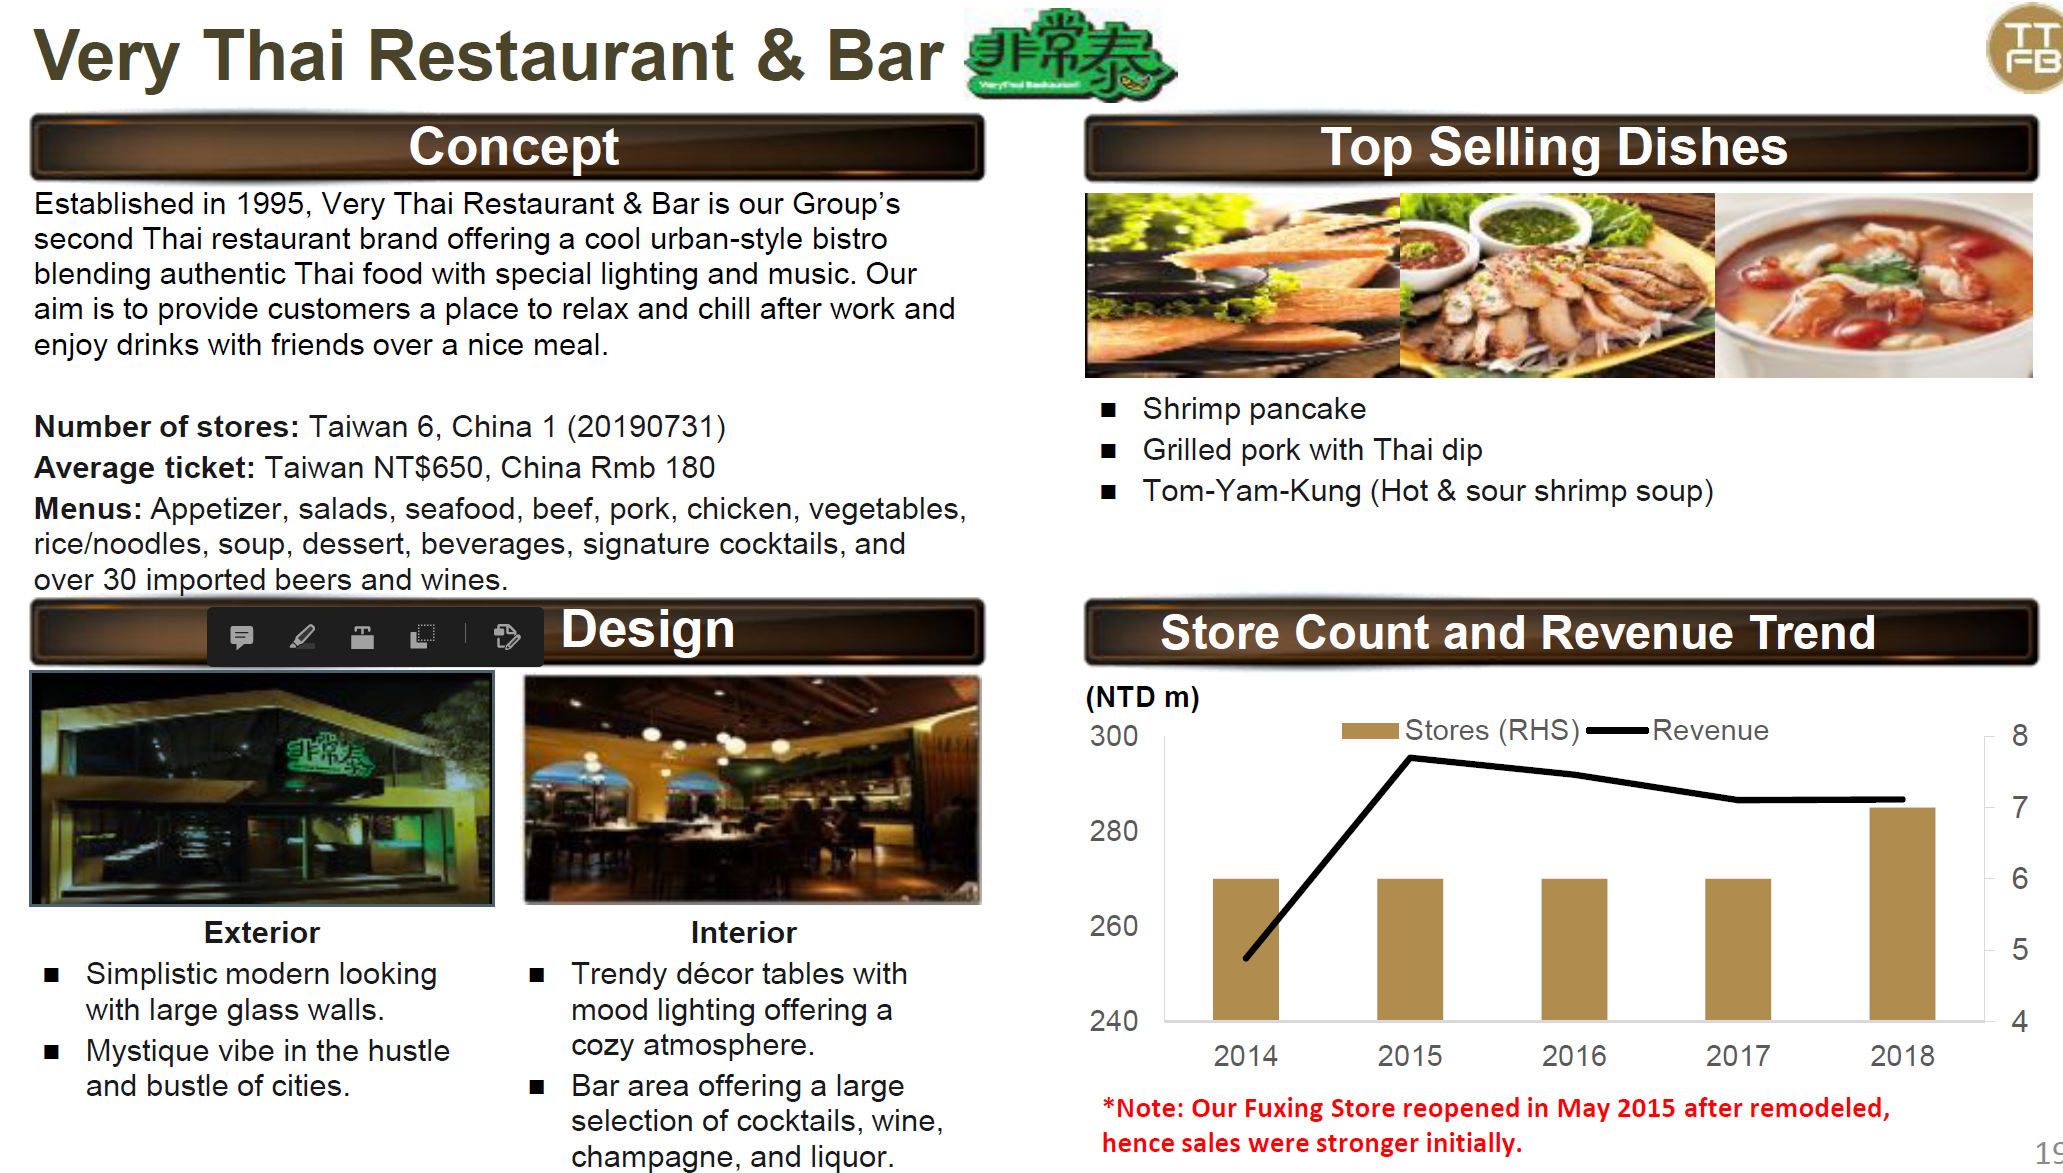 Very Thai Restaurant & Bar
非常泰
VeryThai Restaurant
TT
FB
Concept
Established in 1995, Very Thai Restaurant & Bar is our Group’s
second Thai restaurant brand offering a cool urban-style bistro
blending authentic Thai food with special lighting and music. Our
aim is to provide customers a place to relax and chill after work and
enjoy drinks with friends over a nice meal.
Number of stores: Taiwan 6, China 1 (20190731)
Average ticket: Taiwan NT$650, China Rmb 180
Menus: Appetizer, salads, seafood, beef, pork, chicken, vegetables,
rice/noodles, soup, dessert, beverages, signature cocktails, and
over 30 imported beers and wines.
Top Selling Dishes
■ Shrimp pancake
■ Grilled pork with Thai dip
■ Tom-Yam-Kung (Hot & sour shrimp soup)
Design
非常泰
Exterior
■ Simplistic modern looking
with large glass walls.
■ Mystique vibe in the hustle
and bustle of cities.
Interior
■ Trendy décor tables with
mood lighting offering a
cozy atmosphere.
■ Bar area offering a large
selection of cocktails, wine,
champagne, and liquor.
Store Count and Revenue Trend
(NTD m)
Stores (RHS) Revenue
300
280
260
240
8
7
6
5
4
2014 2015 2016 2017 2018
*Note: Our Fuxing Store reopened in May 2015 after remodeled,
hence sales were stronger initially.
19